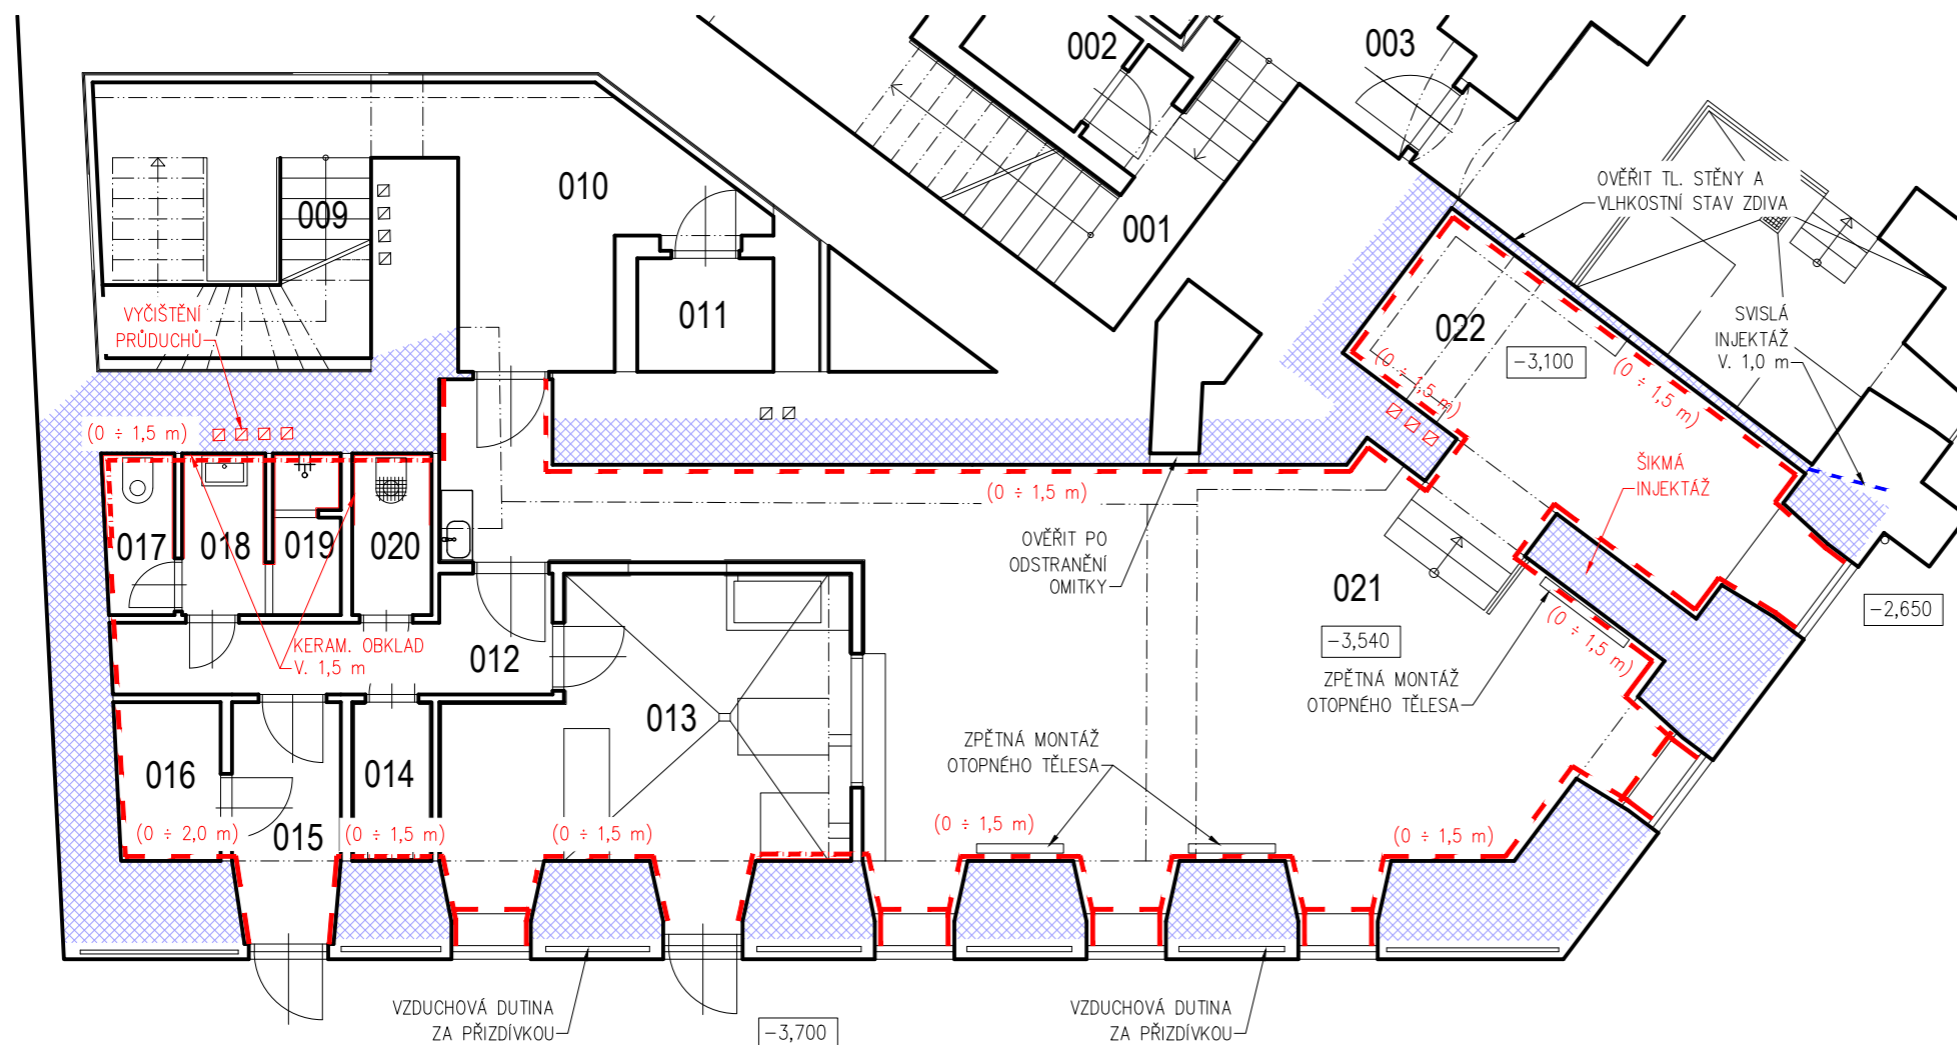 002
003
OVĚŘIT TL. STĚNY A
VLHKOSTNÍ STAV ZDIVA
009
010
001
VYČIŠTĚNÍ
PRŮDUCHŮ
011
022
−3,100
SVISLÁ
INJEKTÁŽ
V. 1,0 m
(0 ÷ 1,5 m)
(0 ÷ 1,5 m)
(0 ÷ 1,5 m)
(0 ÷ 1,5 m)
ŠIKMÁ
INJEKTÁŽ
017
018
019
020
OVĚŘIT PO
ODSTRANĚNÍ
OMITKY
021
−3,540
−2,650
KERAM. OBKLAD
V. 1,5 m
012
(0 ÷ 1,5 m)
ZPĚTNÁ MONTÁŽ
OTOPNÉHO TĚLESA
013
ZPĚTNÁ MONTÁŽ
OTOPNÉHO TĚLESA
016
014
015
(0 ÷ 2,0 m)
(0 ÷ 1,5 m)
(0 ÷ 1,5 m)
(0 ÷ 1,5 m)
(0 ÷ 1,5 m)
VZDUCHOVÁ DUTINA
ZA PŘIZDÍVKOU
−3,700
VZDUCHOVÁ DUTINA
ZA PŘIZDÍVKOU